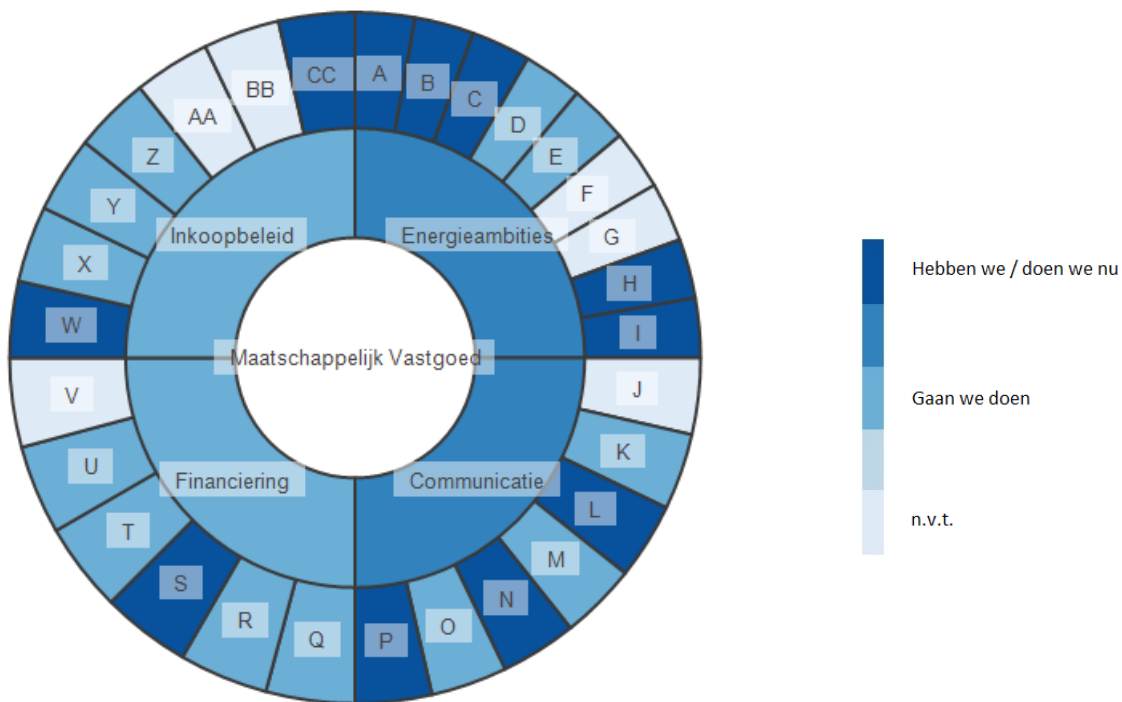 CC
A
BB
B
C
AA
D
Z
E
F
Y
Inkoopbeleid
Energieambities
G
X
H
W
I
Maatschappelijk Vastgoed
V
J
K
U
Financiering
Communicatie
L
T
M
S
N
R
O
Q
P
Hebben we / doen we nu
Gaan we doen
n.v.t.